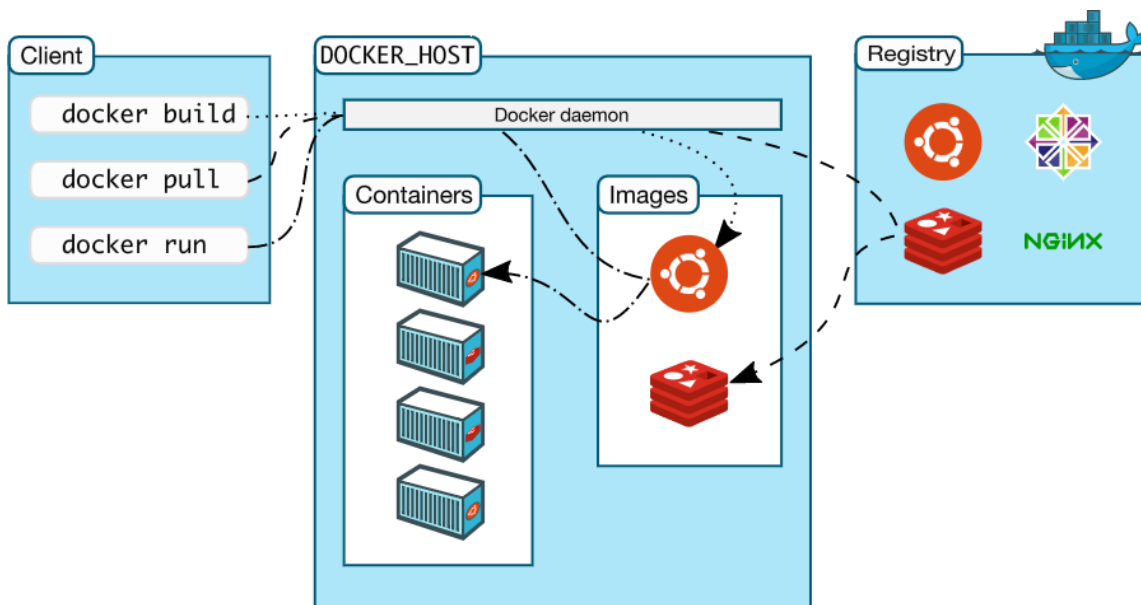 Client
docker build
docker pull
docker run
DOCKER_HOST
Docker daemon
Containers
Images
Registry
NGiNX